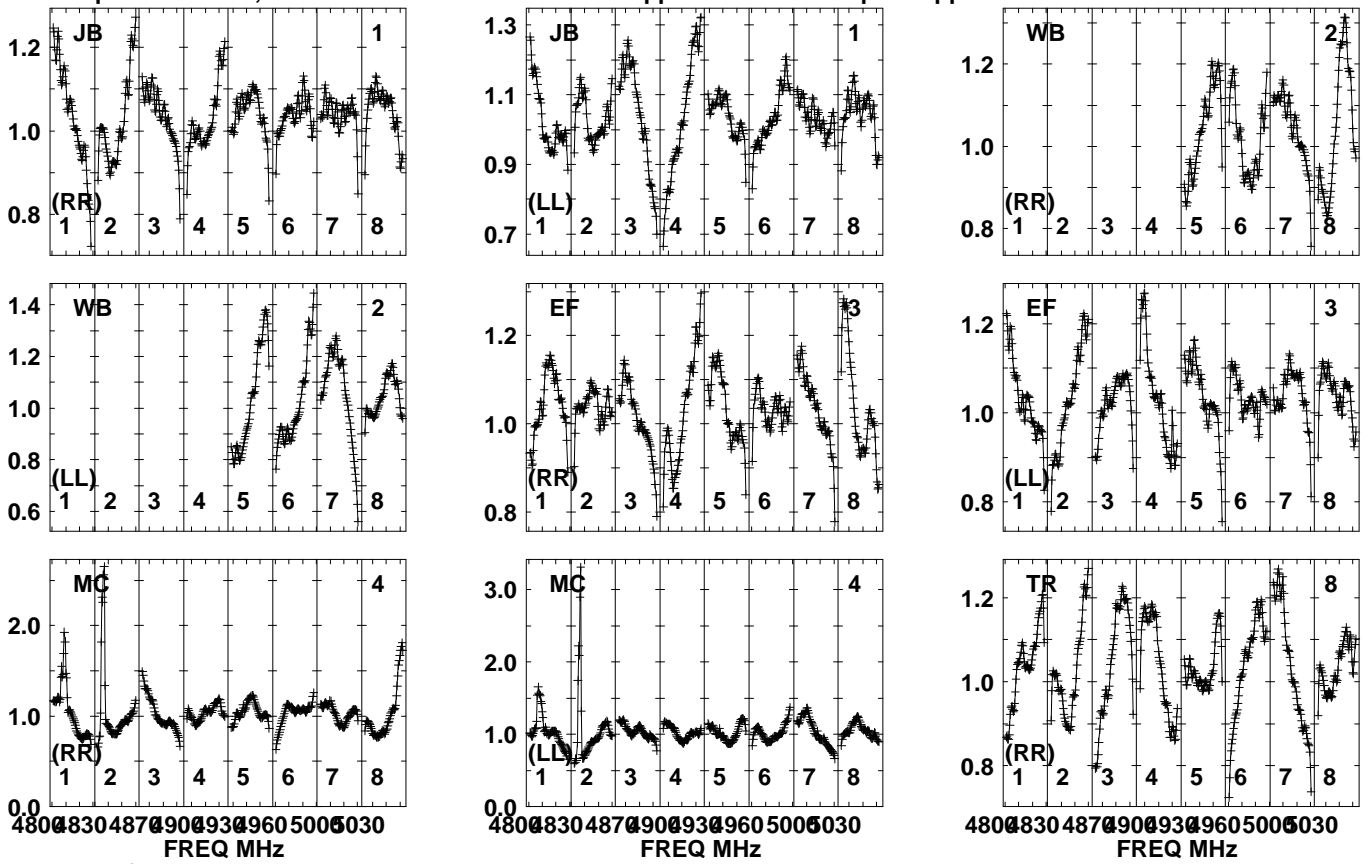 JB 1
1.2
1.0
0.8
(RR)
1 2 3 4 5 6 7 8
JB 1
1.3
1.1
0.9
0.7
(LL)
1 2 3 4 5 6 7 8
WB 2
1.2
1.0
0.8
(RR)
1 2 3 4 5 6 7 8
WB 2
1.4
1.2
1.0
0.8
0.6
(LL)
1 2 3 4 5 6 7 8
EF 3
1.2
1.0
0.8
(RR)
1 2 3 4 5 6 7 8
EF 3
1.2
1.0
0.8
(LL)
1 2 3 4 5 6 7 8
MC 4
2.0
1.0
0.0
(RR)
1 2 3 4 5 6 7 8
4800 4830 4870 4900 4930 4960 5000 5030
FREQ MHz
MC 4
3.0
2.0
1.0
0.0
(LL)
1 2 3 4 5 6 7 8
4800 4830 4870 4900 4930 4960 5000 5030
FREQ MHz
TR 8
1.2
1.0
0.8
(RR)
1 2 3 4 5 6 7 8
4800 4830 4870 4900 4930 4960 5000 5030
FREQ MHz